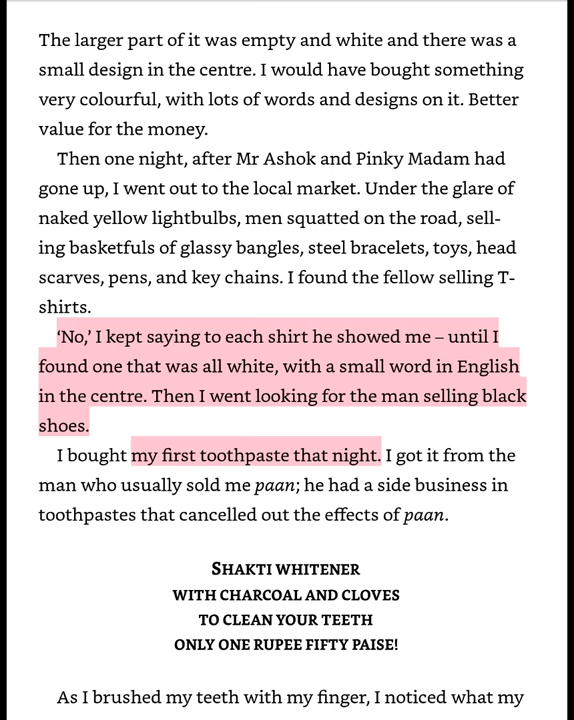 The larger part of it was empty and white and there was a
small design in the centre. I would have bought something
very colourful, with lots of words and designs on it. Better
value for the money.
Then one night, after Mr Ashok and Pinky Madam had
gone up, I went out to the local market. Under the glare of
naked yellow lightbulbs, men squatted on the road, sell-
ing basketfuls of glassy bangles, steel bracelets, toys, head
scarves, pens, and key chains. I found the fellow selling T-
shirts.
‘No,’ I kept saying to each shirt he showed me – until I
found one that was all white, with a small word in English
in the centre. Then I went looking for the man selling black
shoes.
I bought my first toothpaste that night. I got it from the
man who usually sold me paan; he had a side business in
toothpastes that cancelled out the effects of paan.
SHAKTI WHITENER
WITH CHARCOAL AND CLOVES
TO CLEAN YOUR TEETH
ONLY ONE RUPEE FIFTY PAISE!
As I brushed my teeth with my finger, I noticed what my